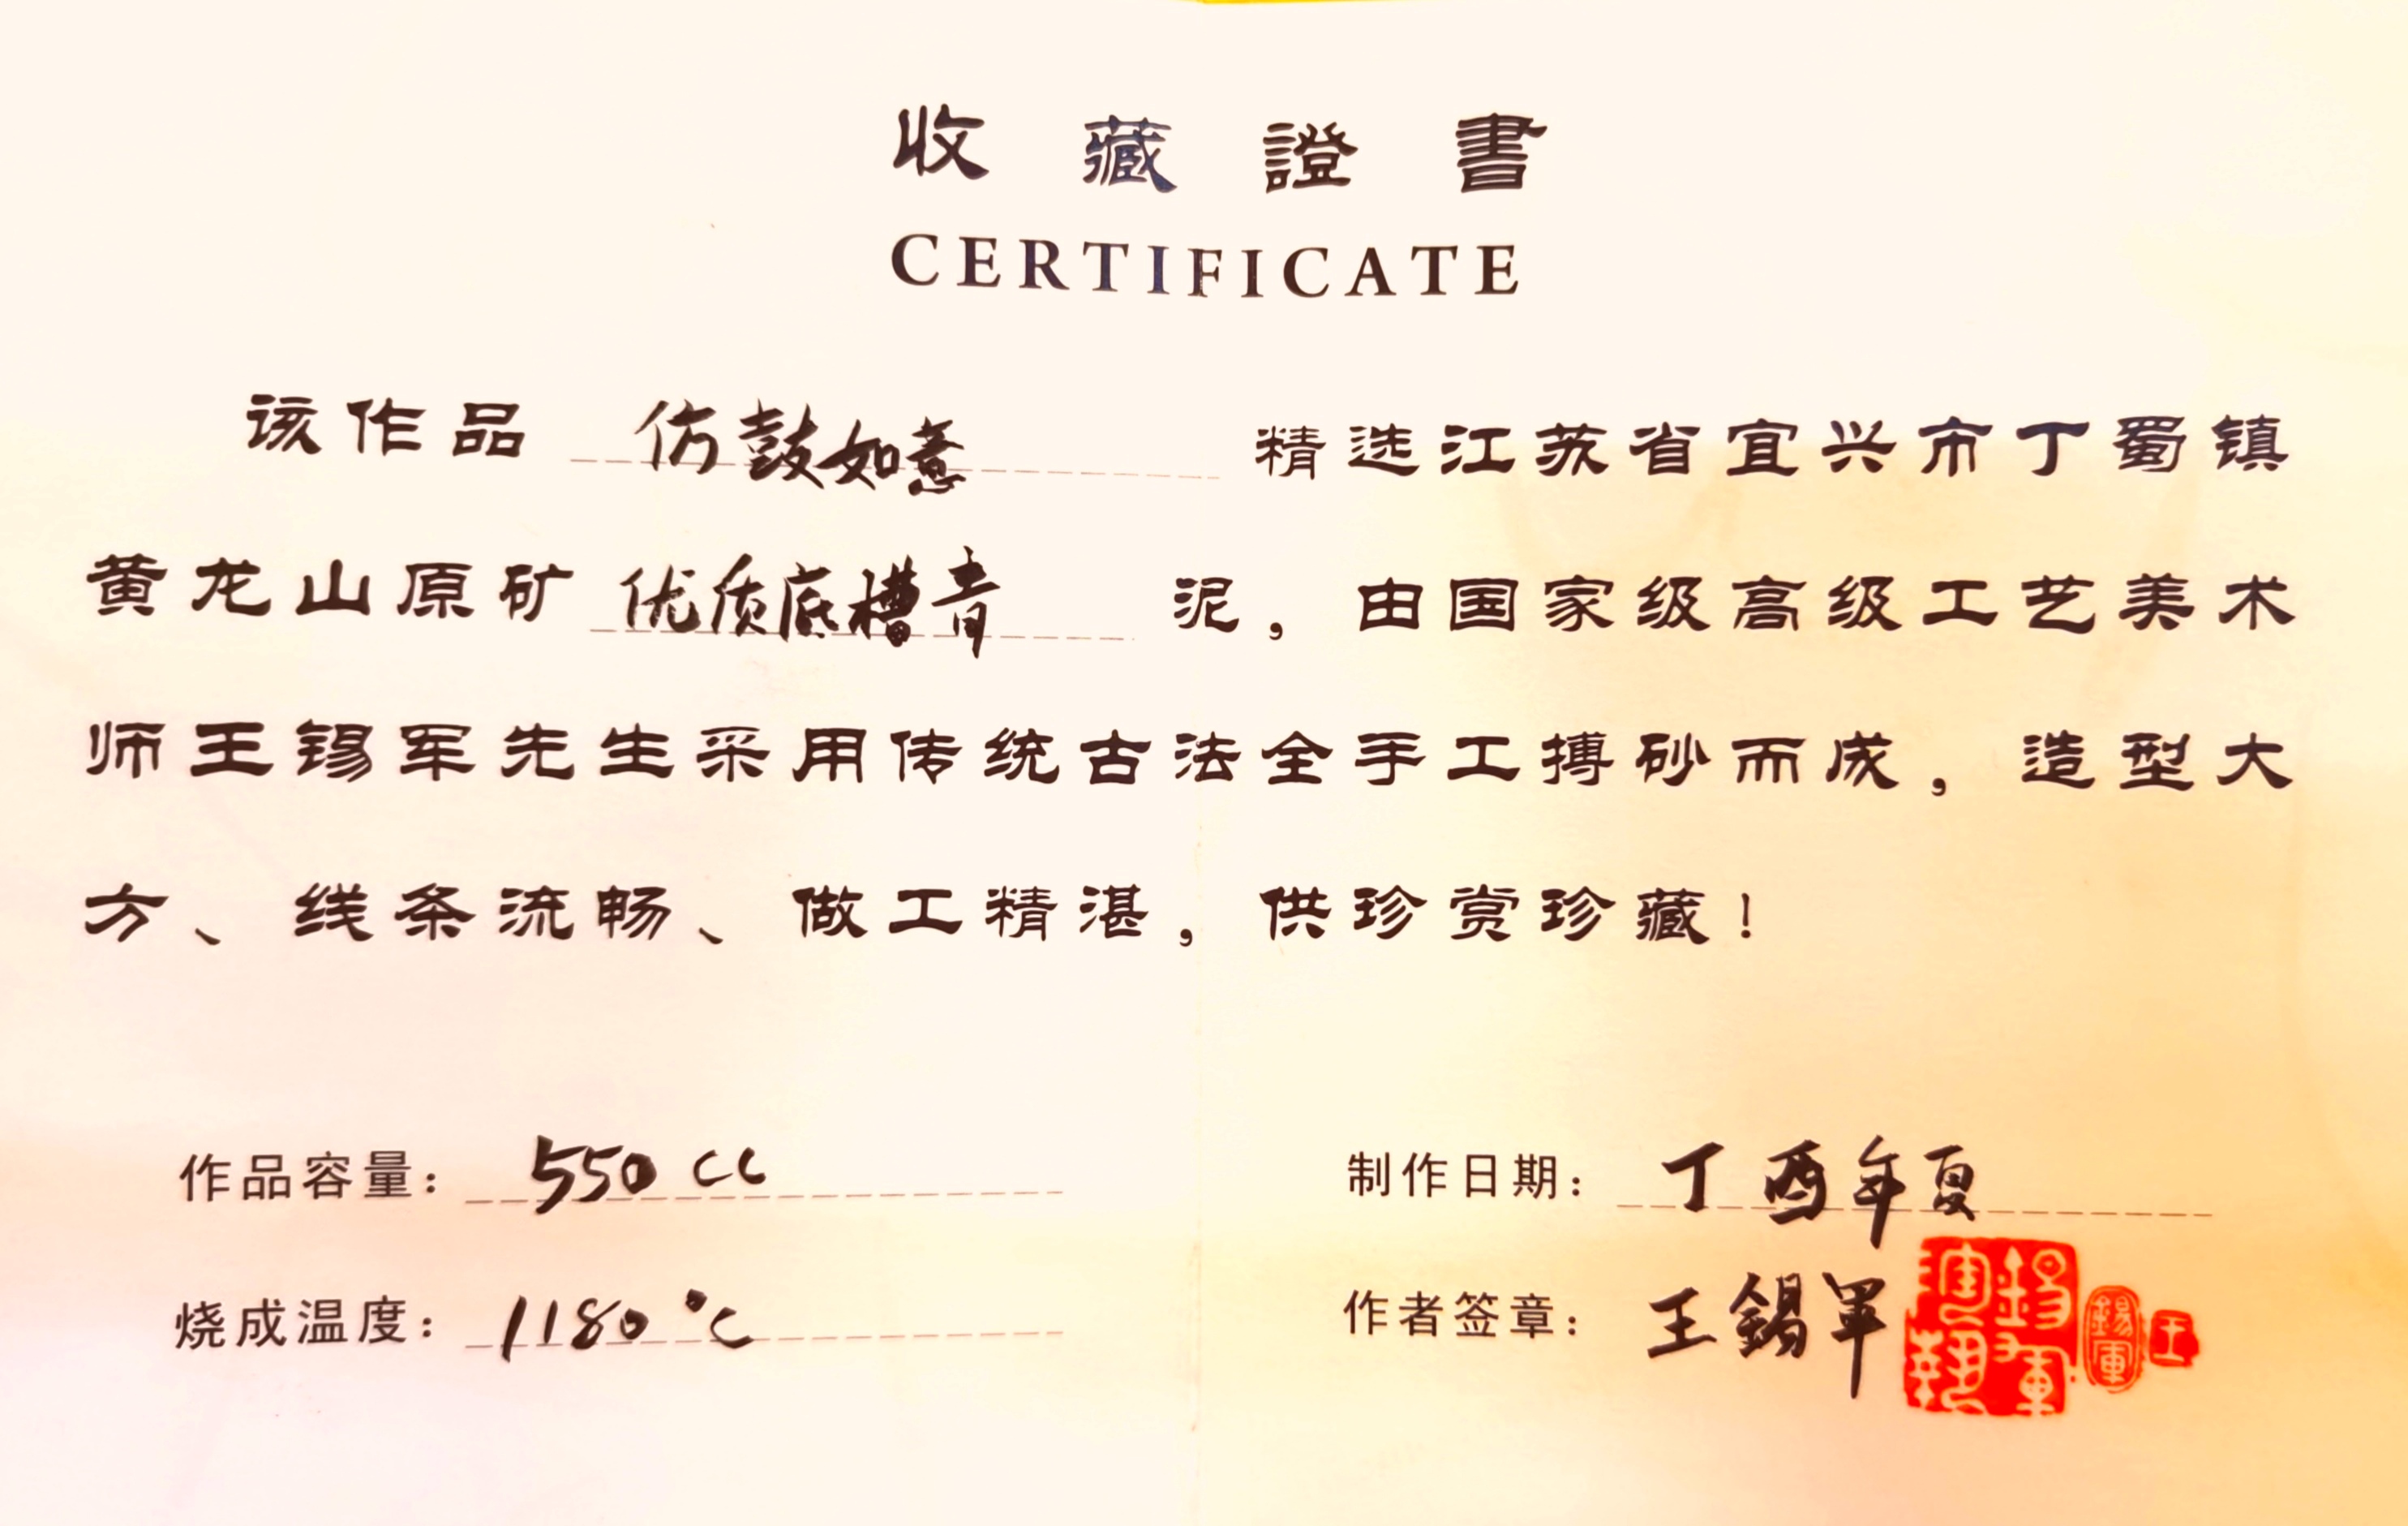 收藏證書
CERTIFICATE
该作品 仿鼓如意 精选江苏省宜兴市丁蜀镇
黄龙山原矿 优质底槽青 泥，由国家级高级工艺美术
师王锡军先生采用传统古法全手工搏砂而成，造型大
方、线条流畅、做工精湛，供珍赏珍藏！
作品容量： 550 cc
制作日期： 丁酉年夏
烧成温度： 1180 ℃
作者签章： 王錫軍
錫軍
王